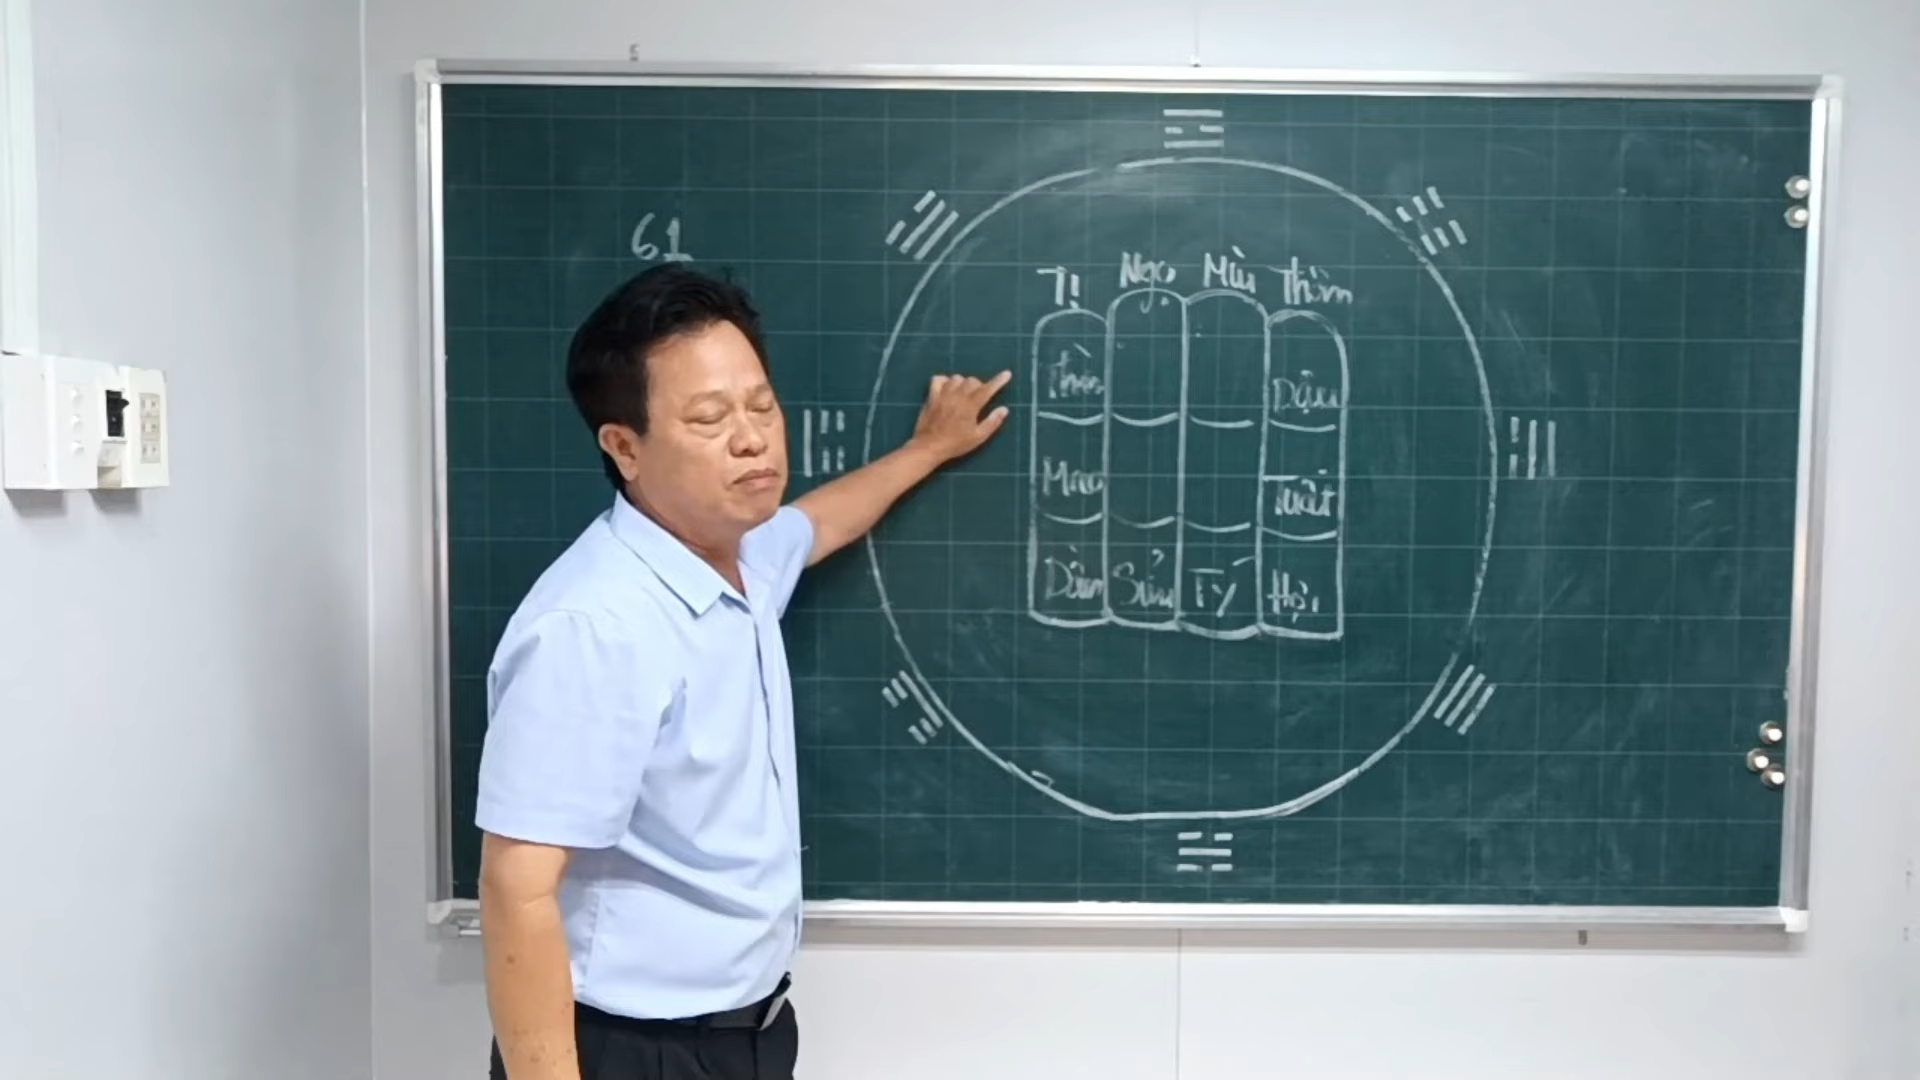 61
Tị Ngọ Mùi Thân
Thìn Dậu
Mão Tuất
Dần Sửu Tý Hợi